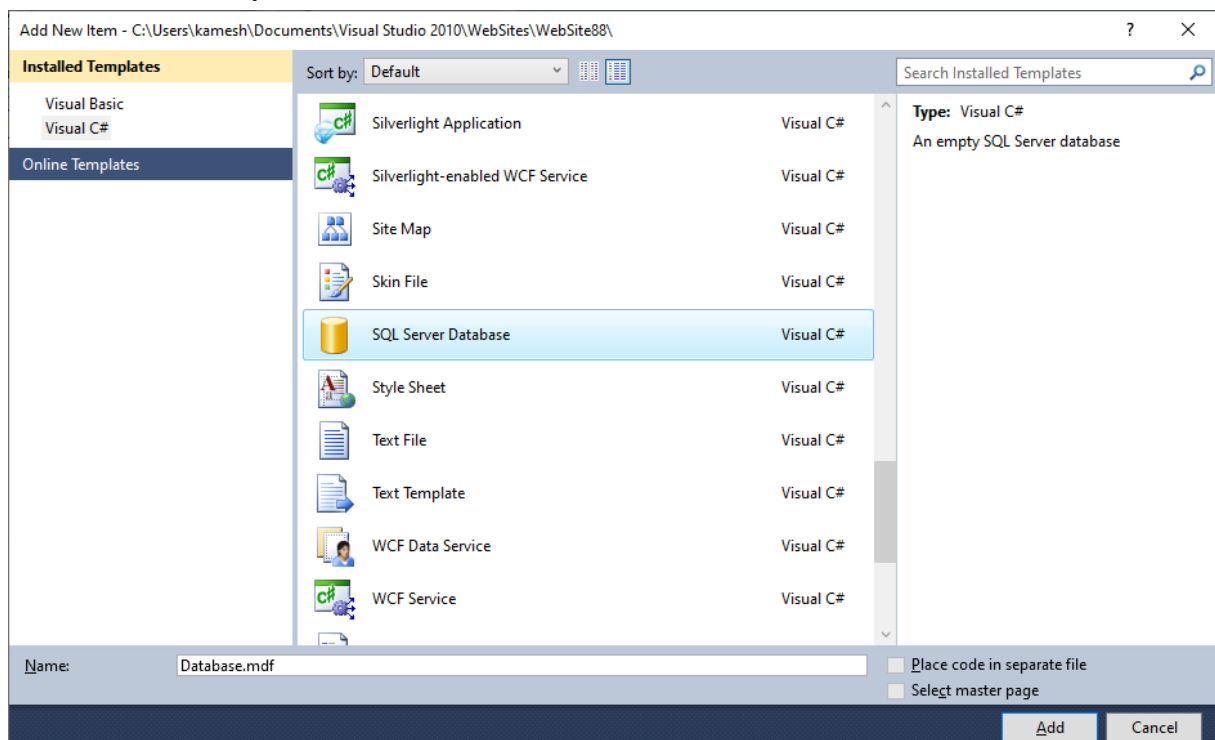 Add New Item - C:\Users\kamesh\Documents\Visual Studio 2010\WebSites\WebSite88\
?
Installed Templates
Visual Basic
Visual C#
Online Templates
Sort by: Default
Silverlight Application Visual C#
Silverlight-enabled WCF Service Visual C#
Site Map Visual C#
Skin File Visual C#
SQL Server Database Visual C#
Style Sheet Visual C#
Text File Visual C#
Text Template Visual C#
WCF Data Service Visual C#
WCF Service Visual C#
Search Installed Templates
Type: Visual C#
An empty SQL Server database
Name: Database.mdf
Place code in separate file
Select master page
Add Cancel